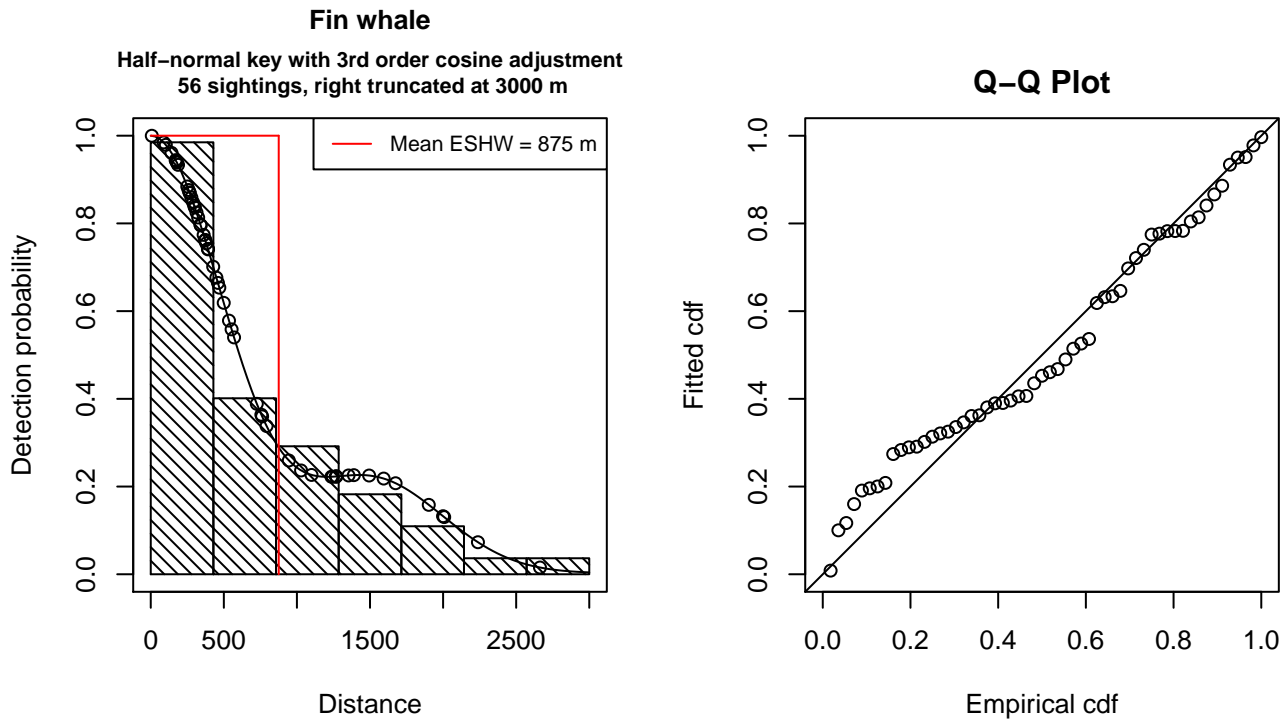 Fin whale
Half−normal key with 3rd order cosine adjustment
56 sightings, right truncated at 3000 m
Mean ESHW = 875 m
Detection probability
1.0
0.8
0.6
0.4
0.2
0.0
0 500 1500 2500
Distance
Q−Q Plot
Fitted cdf
1.0
0.8
0.6
0.4
0.2
0.0
0.0 0.2 0.4 0.6 0.8 1.0
Empirical cdf